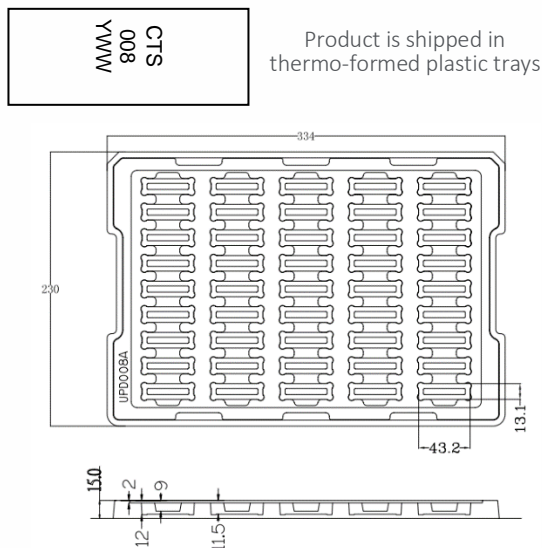 CTS
008
YWW
Product is shipped in
thermo-formed plastic trays
334
230
UPD008A
13.1
43.2
15.0
2
9
12
11.5